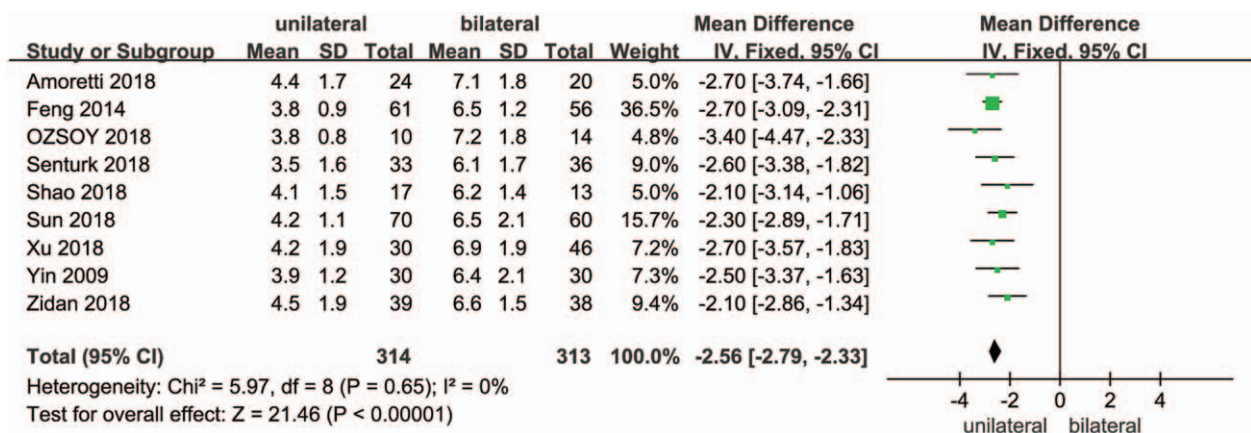 unilateral bilateral Mean Difference Mean Difference
Study or Subgroup Mean SD Total Mean SD Total Weight IV, Fixed, 95% CI IV, Fixed, 95% CI
Amoretti 2018 4.4 1.7 24 7.1 1.8 20 5.0% -2.70 [-3.74, -1.66]
Feng 2014 3.8 0.9 61 6.5 1.2 56 36.5% -2.70 [-3.09, -2.31]
OZSOY 2018 3.8 0.8 10 7.2 1.8 14 4.8% -3.40 [-4.47, -2.33]
Senturk 2018 3.5 1.6 33 6.1 1.7 36 9.0% -2.60 [-3.38, -1.82]
Shao 2018 4.1 1.5 17 6.2 1.4 13 5.0% -2.10 [-3.14, -1.06]
Sun 2018 4.2 1.1 70 6.5 2.1 60 15.7% -2.30 [-2.89, -1.71]
Xu 2018 4.2 1.9 30 6.9 1.9 46 7.2% -2.70 [-3.57, -1.83]
Yin 2009 3.9 1.2 30 6.4 2.1 30 7.3% -2.50 [-3.37, -1.63]
Zidan 2018 4.5 1.9 39 6.6 1.5 38 9.4% -2.10 [-2.86, -1.34]
Total (95% CI) 314 313 100.0% -2.56 [-2.79, -2.33]
Heterogeneity: Chi² = 5.97, df = 8 (P = 0.65); I² = 0%
Test for overall effect: Z = 21.46 (P < 0.00001)
-4 -2 0 2 4
unilateral bilateral